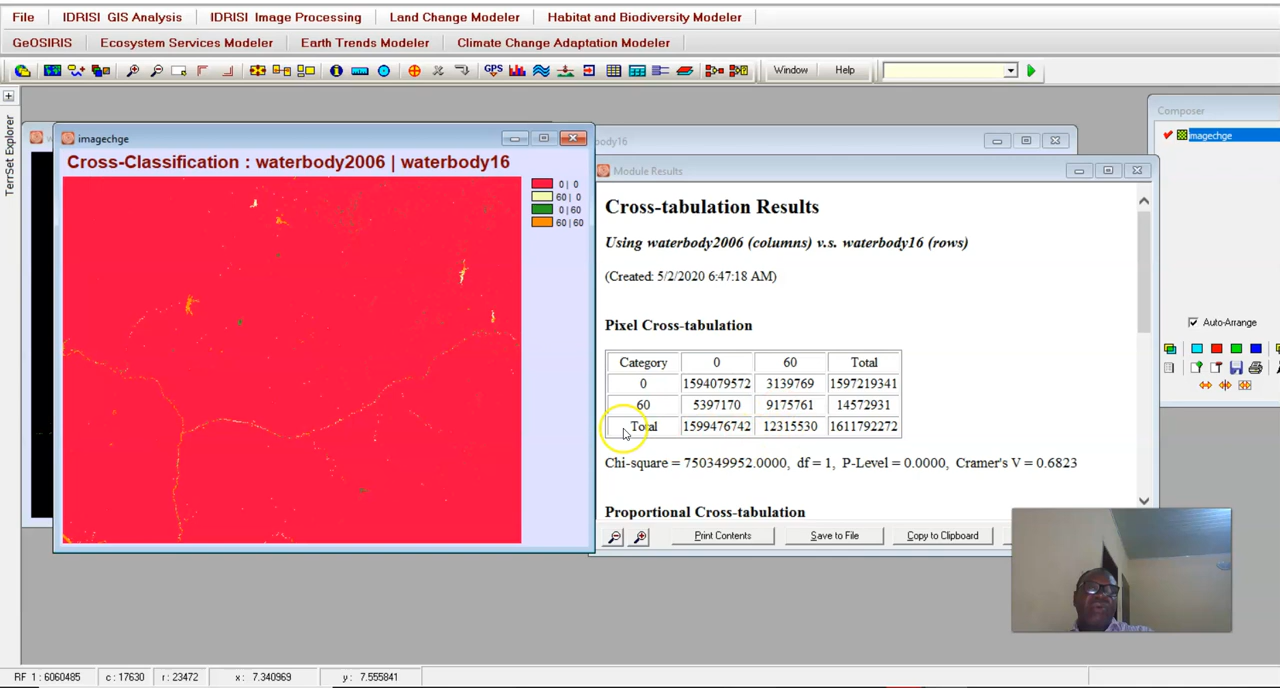 File IDRISI GIS Analysis IDRISI Image Processing Land Change Modeler Habitat and Biodiversity Modeler
GeOSIRIS Ecosystem Services Modeler Earth Trends Modeler Climate Change Adaptation Modeler
GPS Window Help
TerrSet Explorer
imagechge
Cross-Classification : waterbody2006 | waterbody16
0 | 0
60 | 0
0 | 60
60 | 60
body16
Module Results
Cross-tabulation Results
Using waterbody2006 (columns) v.s. waterbody16 (rows)
(Created: 5/2/2020 6:47:18 AM)
Pixel Cross-tabulation
Category 0 60 Total
0 1594079572 3139769 1597219341
60 5397170 9175761 14572931
Total 1599476742 12315530 1611792272
Chi-square = 750349952.0000, df = 1, P-Level = 0.0000, Cramer's V = 0.6823
Proportional Cross-tabulation
Print Contents Save to File Copy to Clipboard
Composer
imagechge
Auto-Arrange
RF 1 : 6060485 c : 17630 r : 23472 x : 7.340969 y : 7.555841